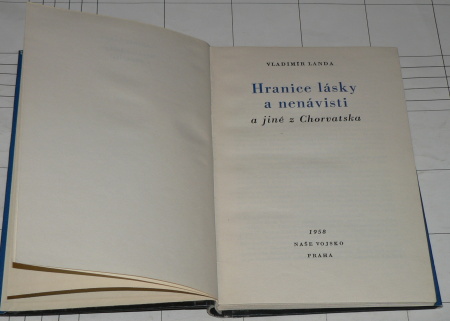 VLADIMÍR LANDA
Hranice lásky
a nenávisti
a jiné z Chorvatska
1958
NAŠE VOJSKO
PRAHA